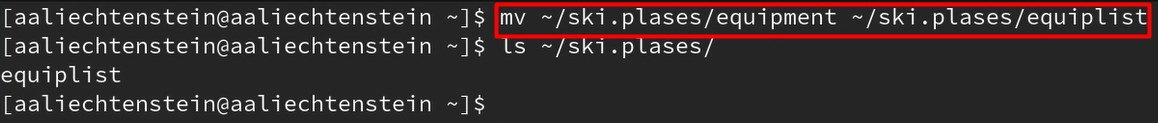 [aaliechtenstein@aaliechtenstein ~]$ mv ~/ski.plases/equipment ~/ski.plases/equiplist
[aaliechtenstein@aaliechtenstein ~]$ ls ~/ski.plases/
equiplist
[aaliechtenstein@aaliechtenstein ~]$